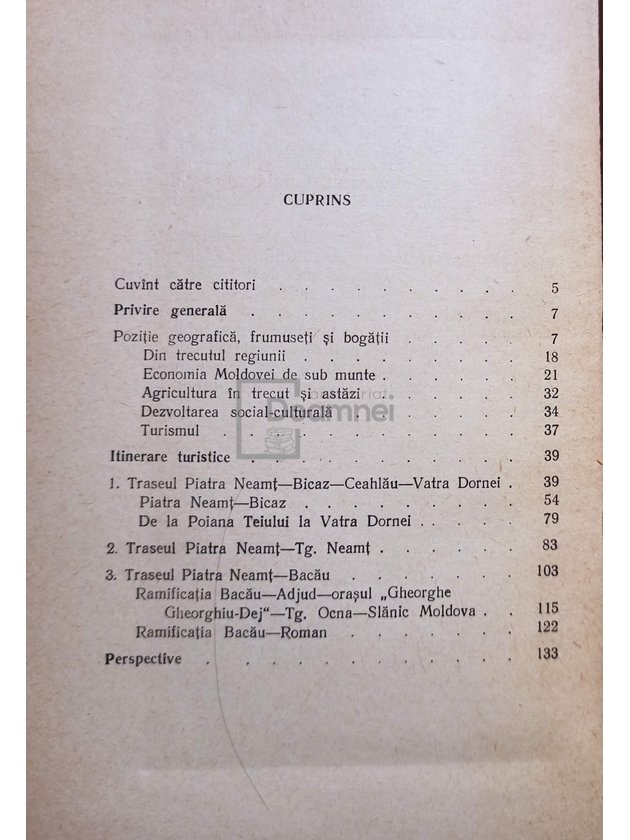 CUPRINS
Cuvînt către cititori . . . . . . . . . . 5
Privire generală . . . . . . . . . . . 7
Poziție geografică, frumuseți și bogății . . . . . 7
Din trecutul regiunii . . . . . . . . . 18
Economia Moldovei de sub munte . . . . . . 21
Agricultura în trecut și astăzi . . . . . . . 32
Dezvoltarea social-culturală . . . . . . . 34
Turismul . . . . . . . . . . . . 37
Itinerare turistice . . . . . . . . . . . 39
1. Traseul Piatra Neamț—Bicaz—Ceahlău—Vatra Dornei . 39
Piatra Neamț—Bicaz . . . . . . . . . 54
De la Poiana Teiului la Vatra Dornei . . . . 79
2. Traseul Piatra Neamț—Tg. Neamț . . . . . . 83
3. Traseul Piatra Neamț—Bacău . . . . . . . 103
Ramificația Bacău—Adjud—orașul „Gheorghe
Gheorghiu-Dej"—Tg. Ocna—Slănic Moldova . . 115
Ramificația Bacău—Roman . . . . . . . 122
Perspective . . . . . . . . . . . . 133
Doamnei